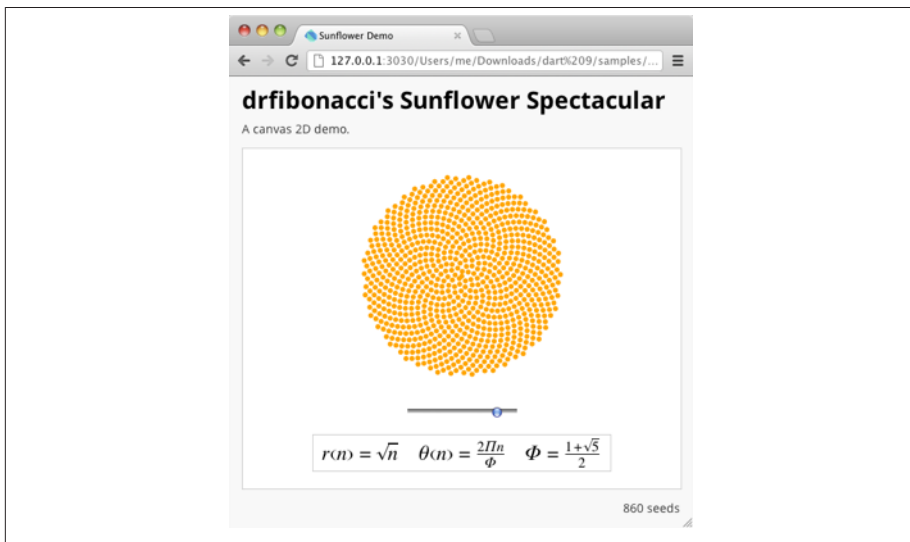 Sunflower Demo
127.0.0.1:3030/Users/me/Downloads/dart%209/samples/...
drfibonacci's Sunflower Spectacular
A canvas 2D demo.
r(n) = √n θ(n) = 2Πn/Φ Φ = 1+√5/2
860 seeds